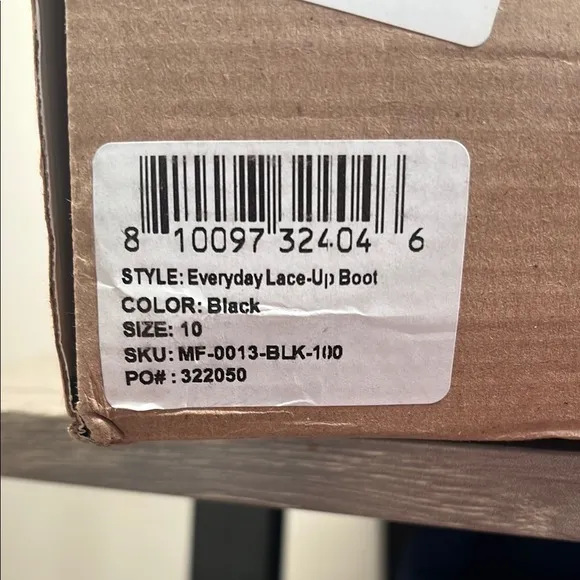 8 10097 32404 6
STYLE: Everyday Lace-Up Boot
COLOR: Black
SIZE: 10
SKU: MF-0013-BLK-100
PO# : 322050